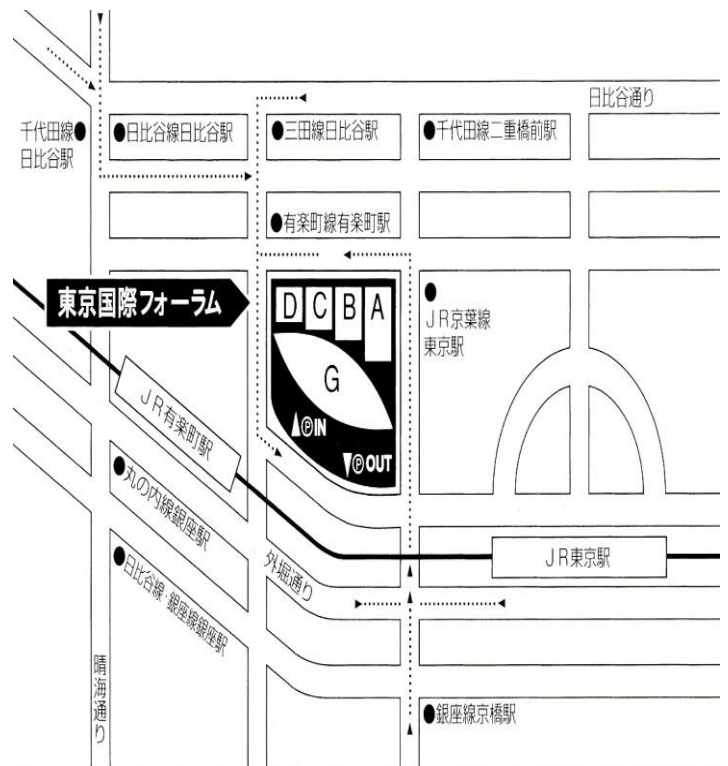 日比谷通り
千代田線●
日比谷駅
●日比谷線日比谷駅
●三田線日比谷駅
●千代田線二重橋前駅
●有楽町線有楽町駅
東京国際フォーラム
D C B A
G
▲ⓅIN
▼ⓅOUT
●
JR京葉線
東京駅
JR有楽町駅
●丸の内線銀座駅
●日比谷線・銀座線銀座駅
外堀通り
JR東京駅
晴海通り
●銀座線京橋駅